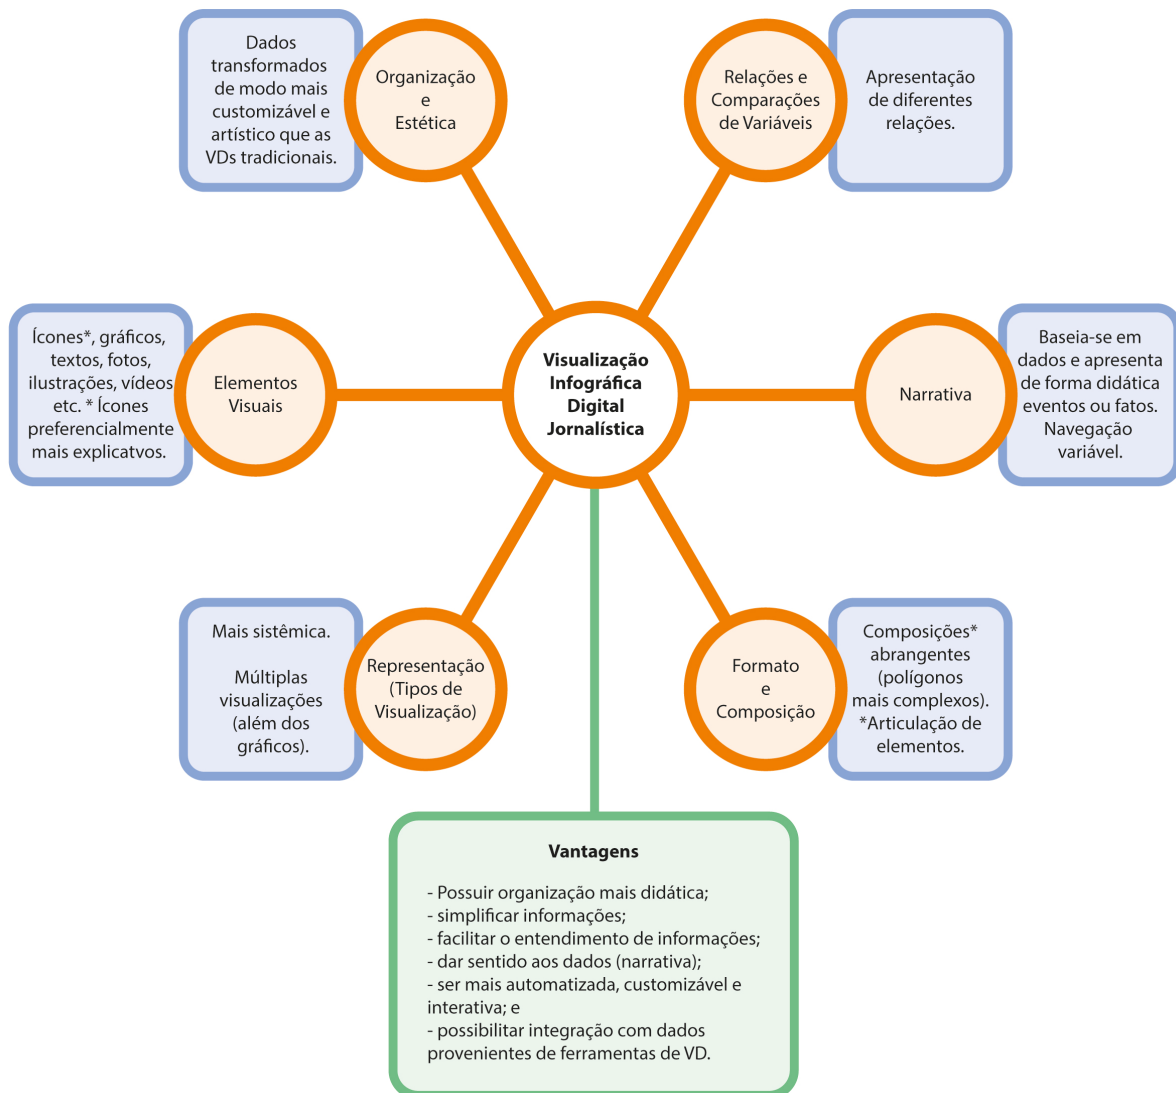 Dados
transformados
de modo mais
customizável e
artístico que as
VDs tradicionais.
Organização
e
Estética
Relações e
Comparações
de Variáveis
Apresentação
de diferentes
relações.
Ícones*, gráficos,
textos, fotos,
ilustrações, vídeos
etc. * Ícones
preferencialmente
mais explicatvos.
Elementos
Visuais
Visualização
Infográfica
Digital
Jornalística
Narrativa
Baseia-se em
dados e apresenta
de forma didática
eventos ou fatos.
Navegação
variável.
Mais sistêmica.
Múltiplas
visualizações
(além dos
gráficos).
Representação
(Tipos de
Visualização)
Formato
e
Composição
Composições*
abrangentes
(polígonos
mais complexos).
*Articulação de
elementos.
Vantagens
- Possuir organização mais didática;
- simplificar informações;
- facilitar o entendimento de informações;
- dar sentido aos dados (narrativa);
- ser mais automatizada, customizável e
interativa; e
- possibilitar integração com dados
provenientes de ferramentas de VD.